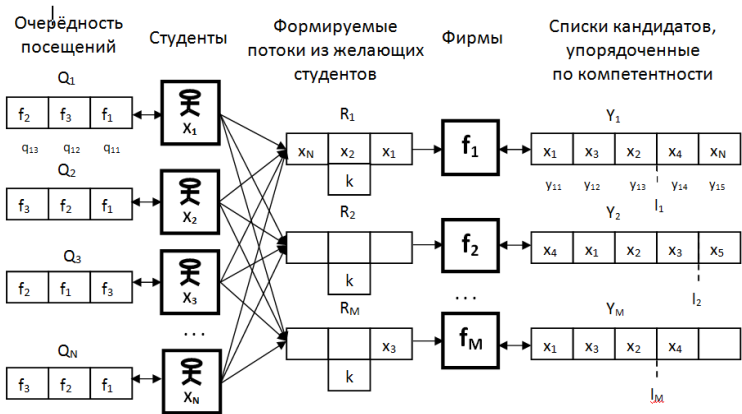 Очерёдность
посещений
Студенты
Формируемые
потоки из желающих
студентов
Фирмы
Списки кандидатов,
упорядоченные
по компетентности
Q1
f2 f3 f1
q13 q12 q11
X1
R1
xN x2 x1
k
f1
Y1
x1 x3 x2 x4 xN
y11 y12 y13 y14 y15
l1
Q2
f3 f2 f1
X2
R2
k
f2
Y2
x4 x1 x2 x3 x5
l2
Q3
f2 f1 f3
X3
...
...
RM
x3
k
fM
YM
x1 x3 x2 x4
lM
QN
f3 f2 f1
XN